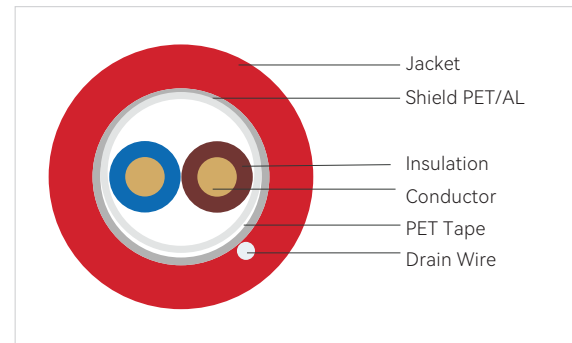 Jacket
Shield PET/AL
Insulation
Conductor
PET Tape
Drain Wire